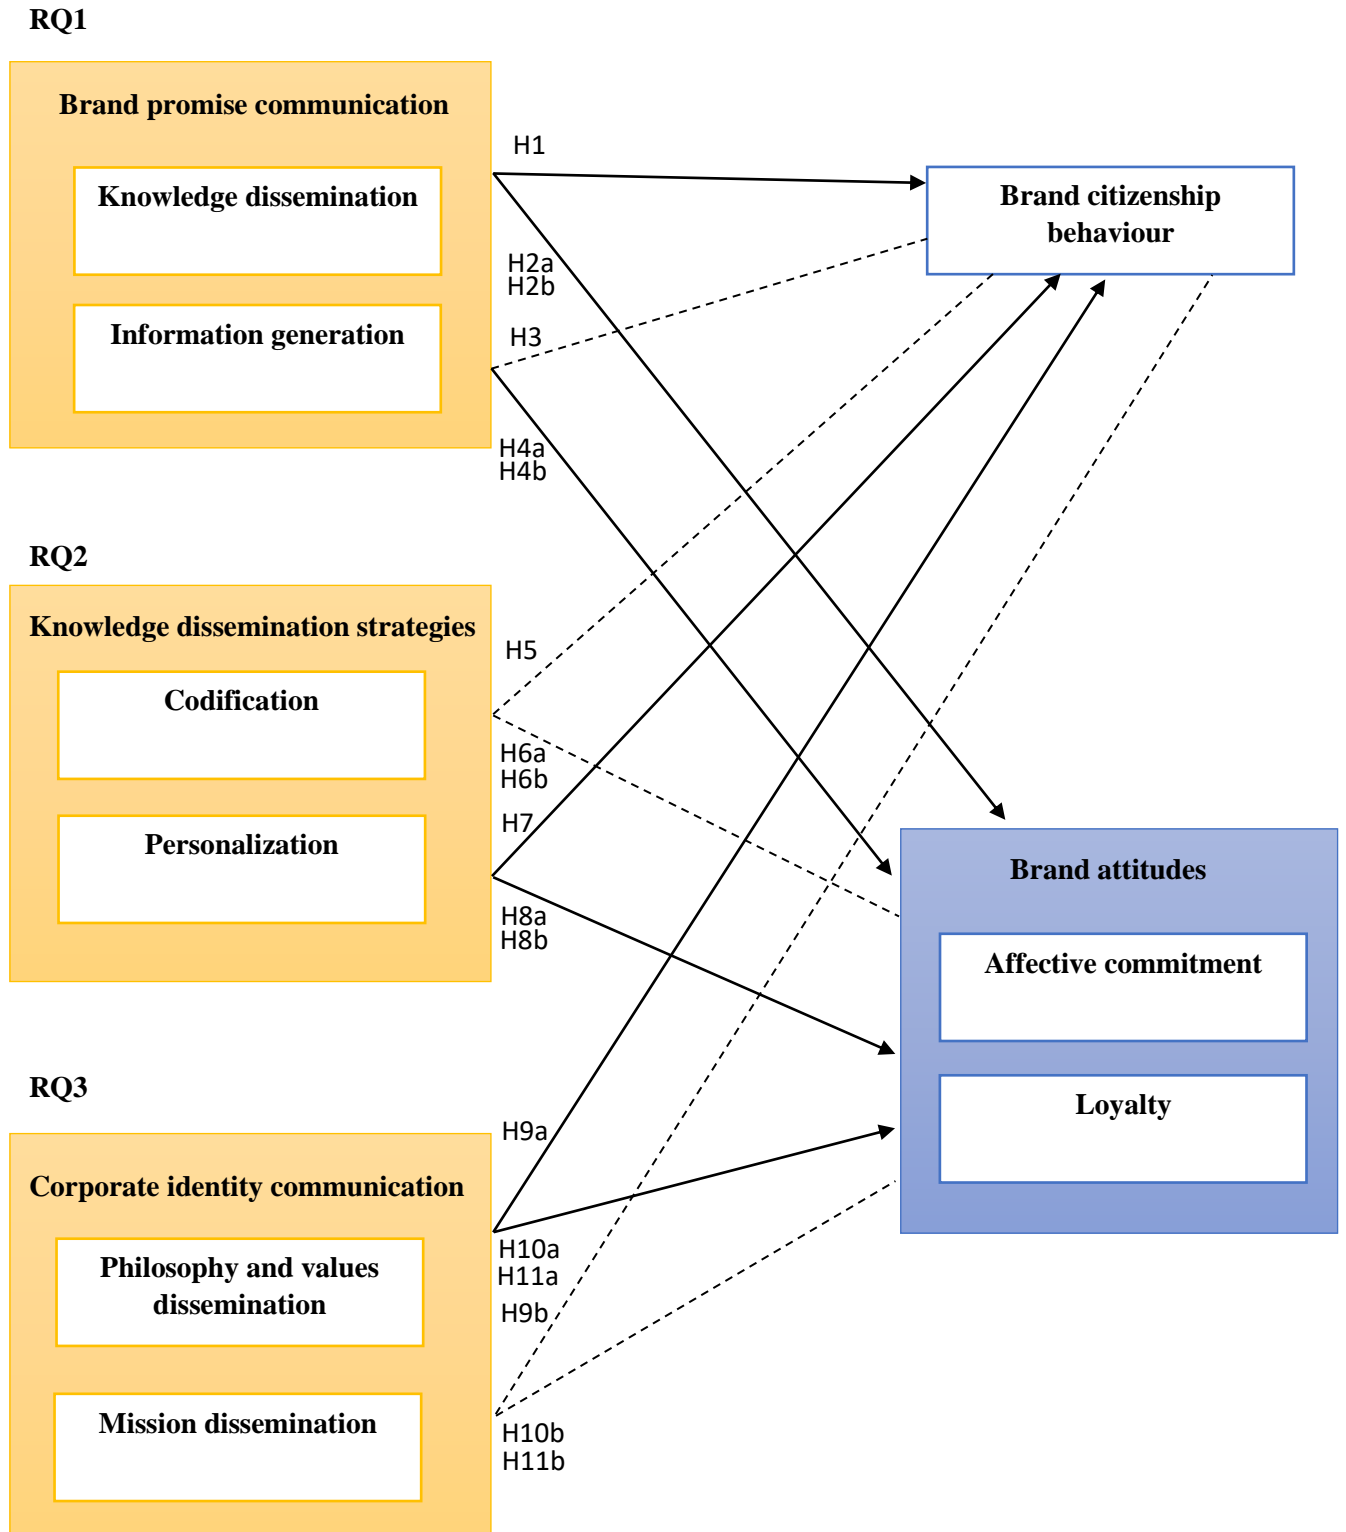 RQ1
Brand promise communication
Knowledge dissemination
Information generation
H1
H2a
H2b
H3
H4a
H4b
Brand citizenship
behaviour
RQ2
Knowledge dissemination strategies
Codification
Personalization
H5
H6a
H6b
H7
H8a
H8b
Brand attitudes
Affective commitment
Loyalty
RQ3
Corporate identity communication
Philosophy and values
dissemination
Mission dissemination
H9a
H10a
H11a
H9b
H10b
H11b